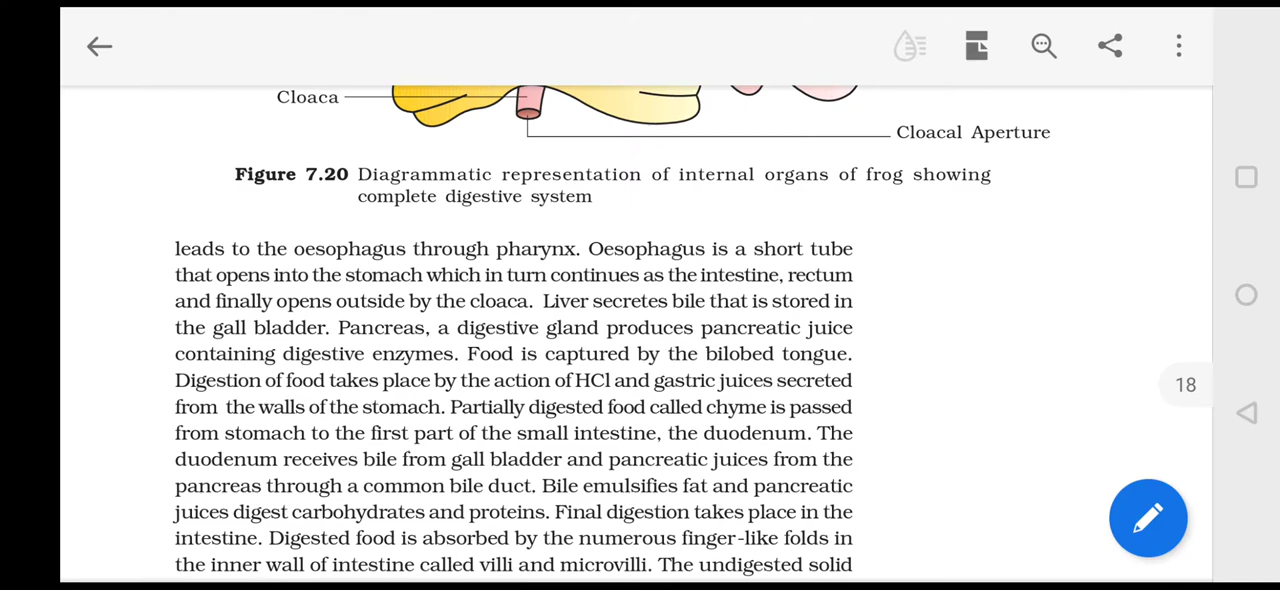 Cloaca
Cloacal Aperture
Figure 7.20 Diagrammatic representation of internal organs of frog showing
complete digestive system
leads to the oesophagus through pharynx. Oesophagus is a short tube
that opens into the stomach which in turn continues as the intestine, rectum
and finally opens outside by the cloaca. Liver secretes bile that is stored in
the gall bladder. Pancreas, a digestive gland produces pancreatic juice
containing digestive enzymes. Food is captured by the bilobed tongue.
Digestion of food takes place by the action of HCl and gastric juices secreted
from the walls of the stomach. Partially digested food called chyme is passed
from stomach to the first part of the small intestine, the duodenum. The
duodenum receives bile from gall bladder and pancreatic juices from the
pancreas through a common bile duct. Bile emulsifies fat and pancreatic
juices digest carbohydrates and proteins. Final digestion takes place in the
intestine. Digested food is absorbed by the numerous finger-like folds in
the inner wall of intestine called villi and microvilli. The undigested solid
18